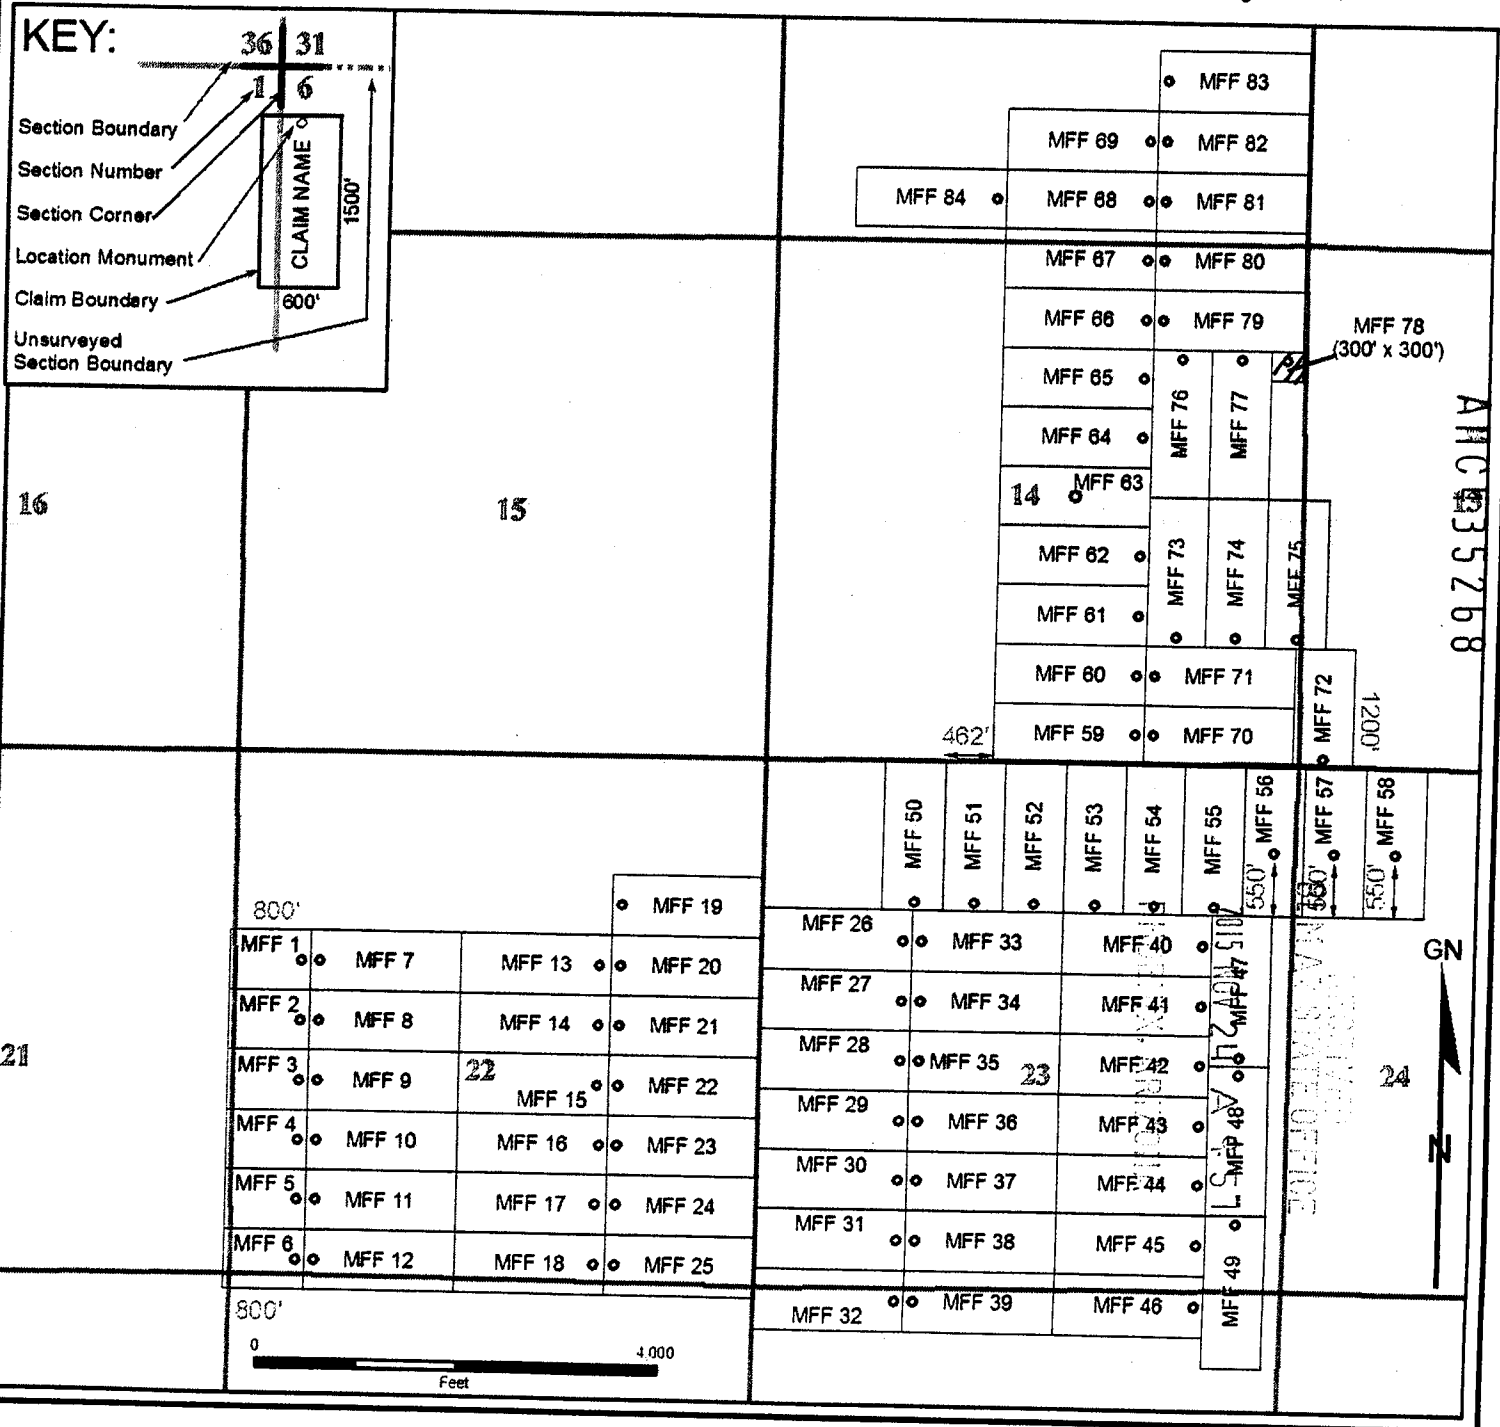 KEY:
36 31
1 6
Section Boundary
Section Number
Section Corner
Location Monument
Claim Boundary
Unsurveyed
Section Boundary
CLAIM NAME
1500'
600'
MFF 83
MFF 69 MFF 82
MFF 84 MFF 68 MFF 81
MFF 67 MFF 80
MFF 66 MFF 79
MFF 78
(300' x 300')
MFF 65
MFF 76
MFF 77
MFF 64
MFF 63
16
15
14
13
AMC435268
MFF 62
MFF 73
MFF 74
MFF 75
MFF 61
MFF 60 MFF 71
MFF 72
1200'
462'
MFF 59 MFF 70
MFF 50
MFF 51
MFF 52
MFF 53
MFF 54
MFF 55
MFF 56
MFF 57
MFF 58
550'
550'
550'
800'
MFF 19
MFF 26 MFF 33 MFF 40
MFF 1 MFF 7 MFF 13 MFF 20
MFF 27 MFF 34 MFF 41
MFF 47
MFF 2 MFF 8 MFF 14 MFF 21
MFF 28 MFF 35 MFF 42
21
22
23
24
MFF 3 MFF 9 MFF 15 MFF 22
MFF 29 MFF 36 MFF 43
MFF 48
MFF 4 MFF 10 MFF 16 MFF 23
MFF 30 MFF 37 MFF 44
MFF 5 MFF 11 MFF 17 MFF 24
MFF 31 MFF 38 MFF 45
MFF 49
MFF 6 MFF 12 MFF 18 MFF 25
MFF 32 MFF 39 MFF 46
GN
N
STATE OFFICE
800'
0 4,000
Feet